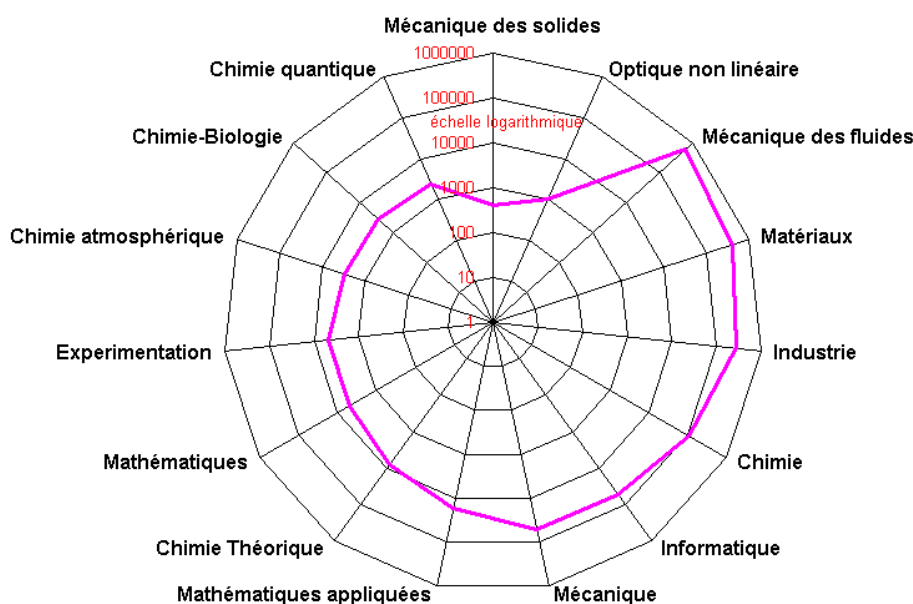 Mécanique des solides
1000000
Chimie quantique
Optique non linéaire
100000
échelle logarithmique
Chimie-Biologie
Mécanique des fluides
10000
1000
Chimie atmosphérique
100
Matériaux
10
1
Experimentation
Industrie
Mathématiques
Chimie
Chimie Théorique
Informatique
Mathématiques appliquées
Mécanique